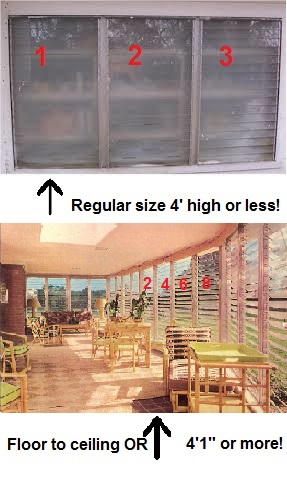 1 2 3
Regular size 4' high or less!
2 4 6 8
Floor to ceiling OR 4'1" or more!